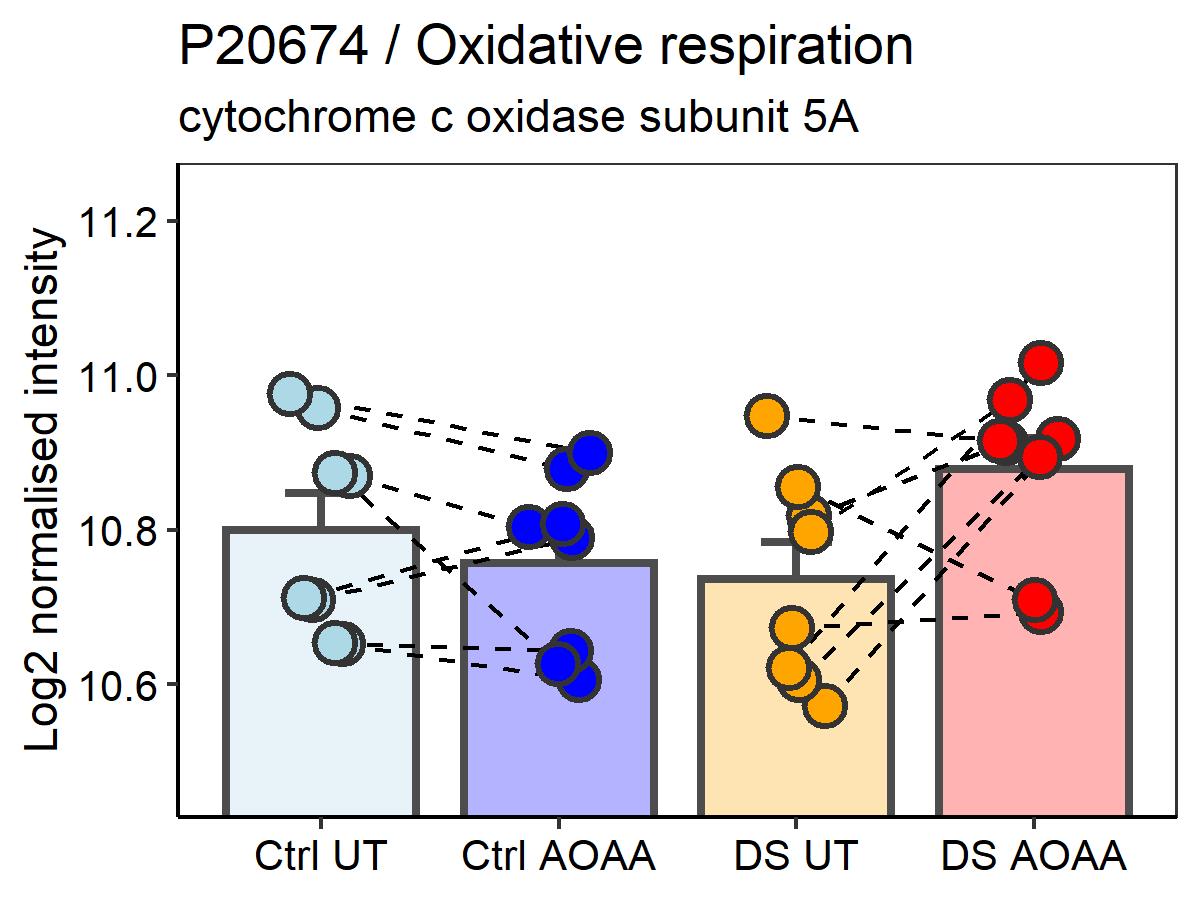 P20674 / Oxidative respiration
cytochrome c oxidase subunit 5A
Log2 normalised intensity
11.2
11.0
10.8
10.6
Ctrl UT
Ctrl AOAA
DS UT
DS AOAA